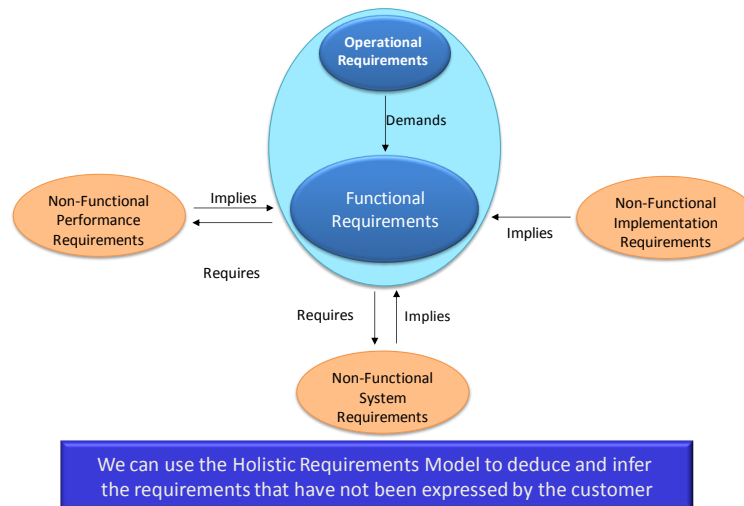 Operational
Requirements
Demands
Functional
Requirements
Non-Functional
Performance
Requirements
Implies
Requires
Non-Functional
Implementation
Requirements
Implies
Requires
Implies
Non-Functional
System
Requirements
We can use the Holistic Requirements Model to deduce and infer
the requirements that have not been expressed by the customer